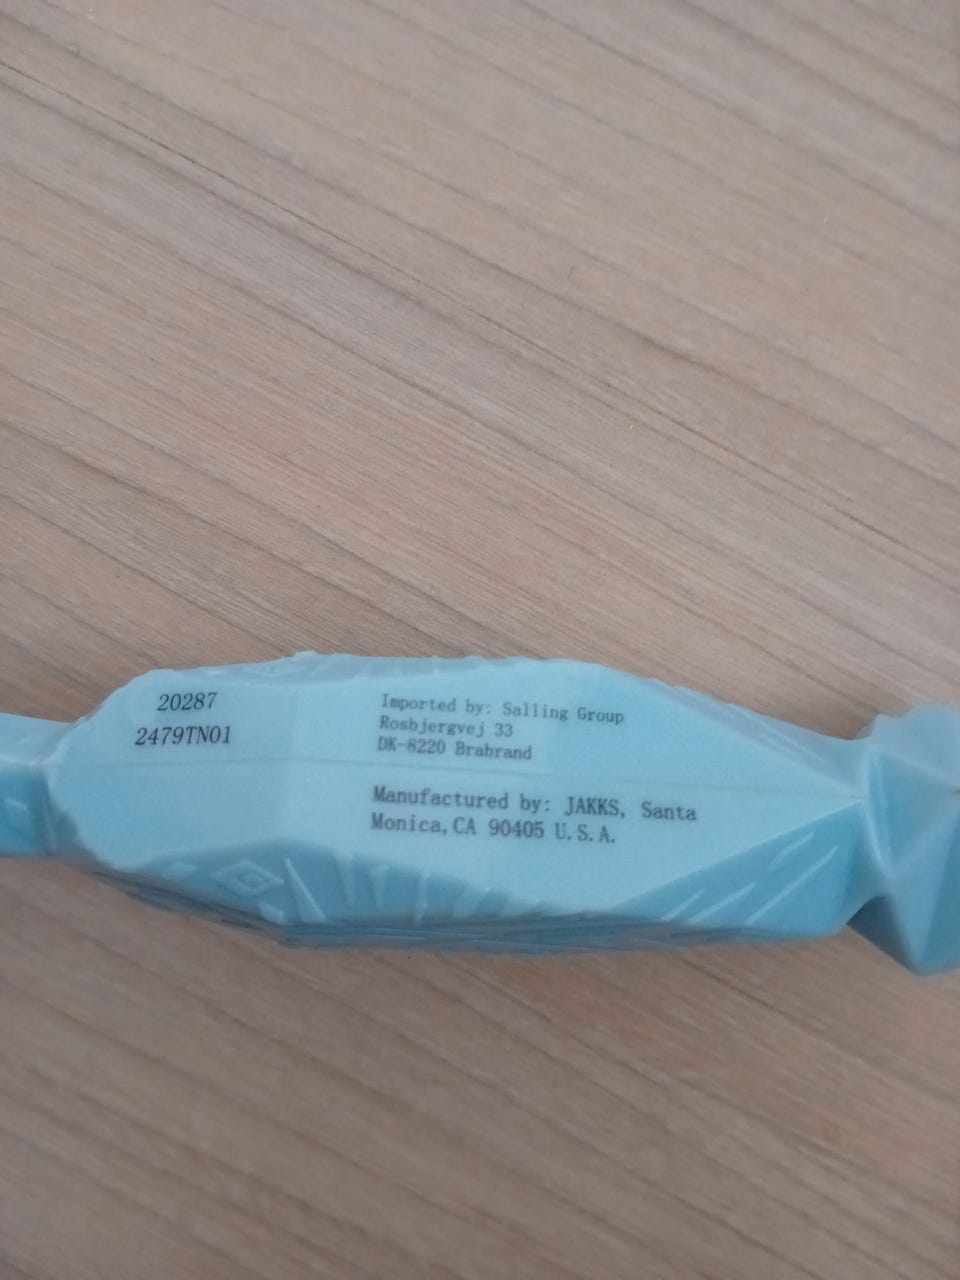 20287
2479TN01
Imported by: Salling Group
Rosbjergvej 33
DK-8220 Brabrand
Manufactured by: JAKKS, Santa
Monica, CA 90405 U.S.A.